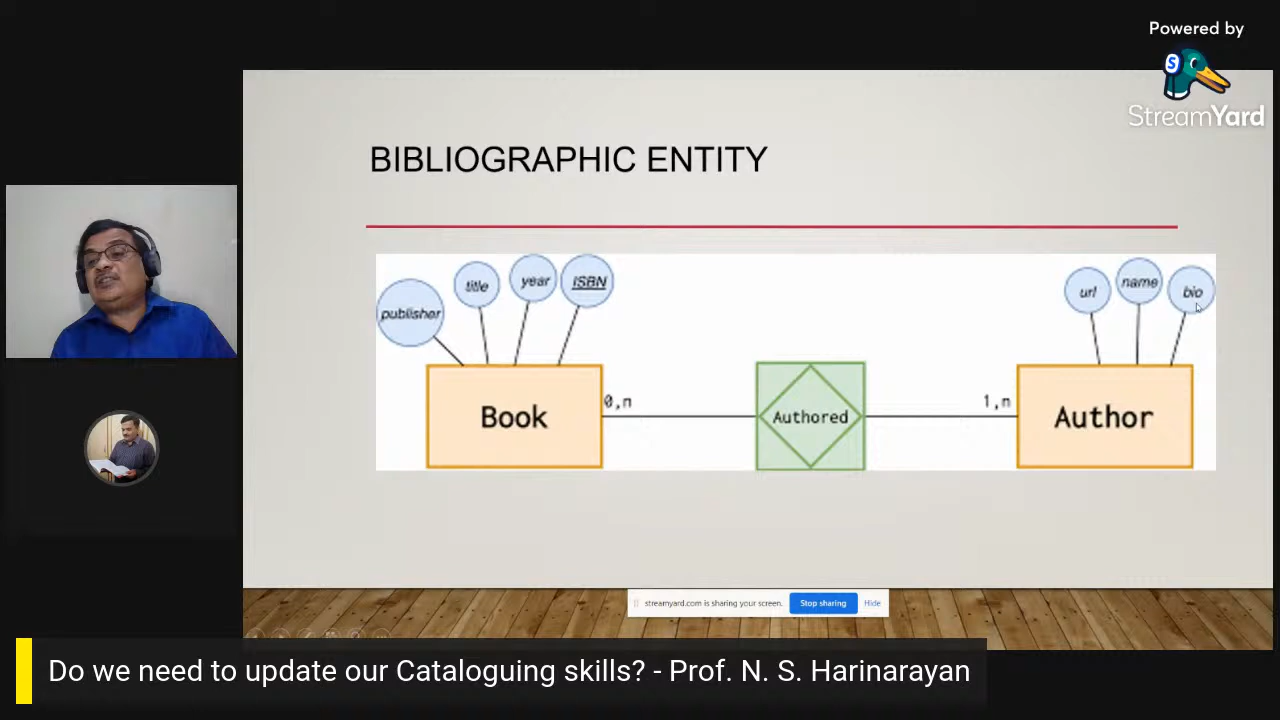 Powered by
S
StreamYard
BIBLIOGRAPHIC ENTITY
publisher
title
year
ISBN
url
name
bio
Book
0,n
Authored
1,n
Author
streamyard.com is sharing your screen.
Stop sharing
Hide
Do we need to update our Cataloguing skills? - Prof. N. S. Harinarayan